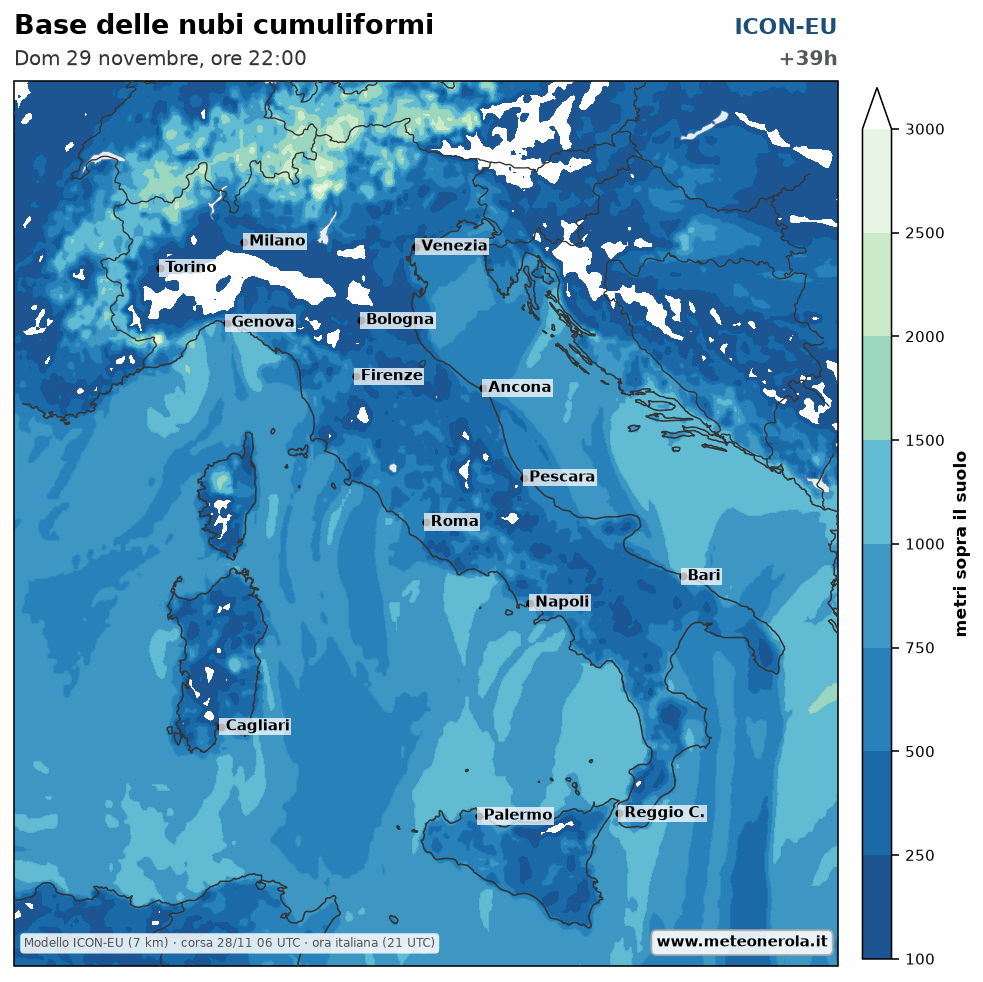 Base delle nubi cumuliformi
ICON-EU
Dom 29 novembre, ore 22:00
+39h
3000
2500
2000
1500
1000
750
500
250
100
metri sopra il suolo
Milano
Venezia
Torino
Genova
Bologna
Firenze
Ancona
Pescara
Roma
Bari
Napoli
Cagliari
Palermo
Reggio C.
Modello ICON-EU (7 km) · corsa 28/11 06 UTC · ora italiana (21 UTC)
www.meteonerola.it